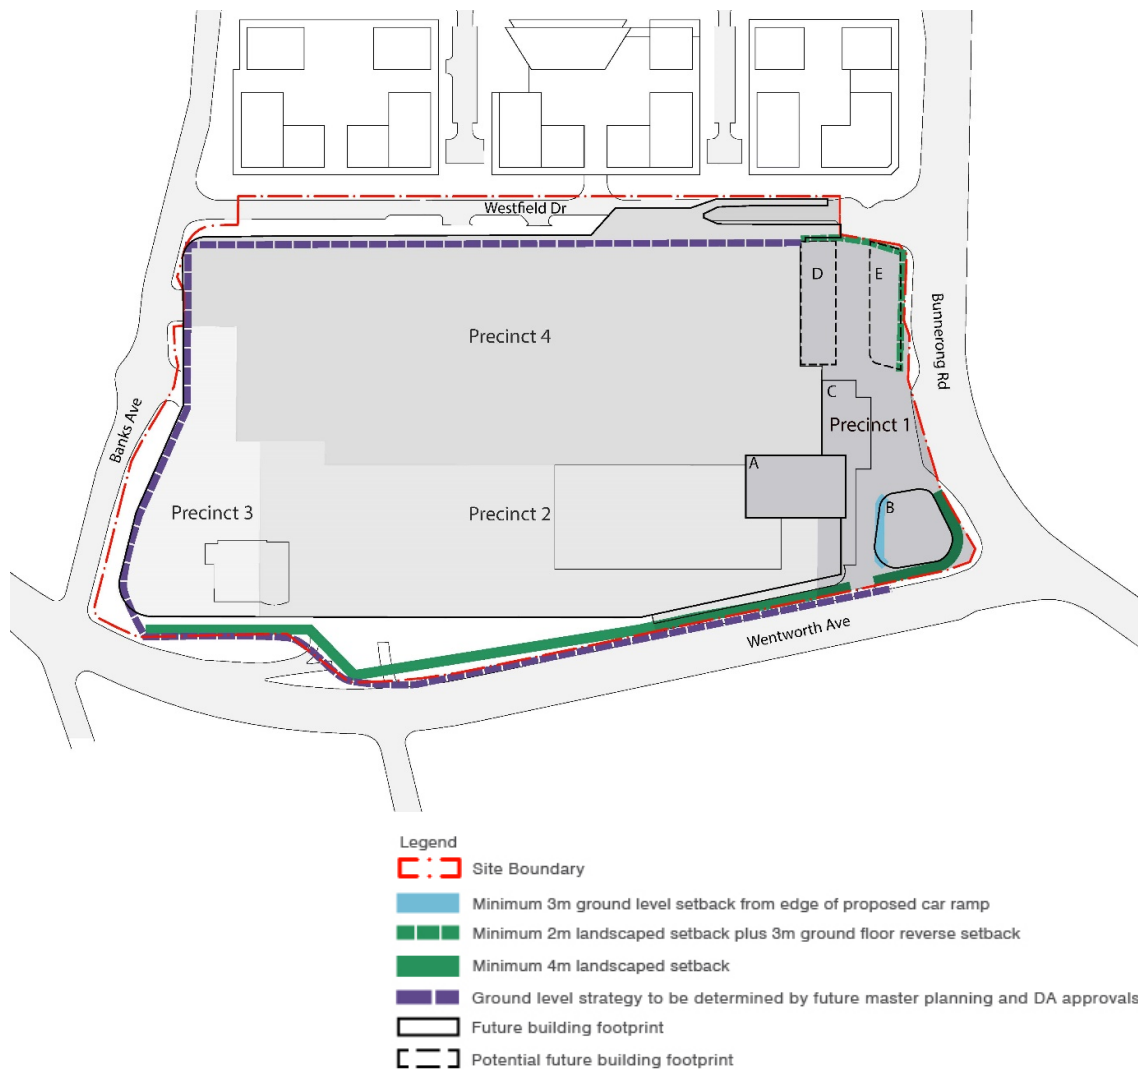 Westfield Dr
D
E
Bunnerong Rd
Precinct 4
Banks Ave
C
Precinct 1
A
B
Precinct 3
Precinct 2
Wentworth Ave
Legend
Site Boundary
Minimum 3m ground level setback from edge of proposed car ramp
Minimum 2m landscaped setback plus 3m ground floor reverse setback
Minimum 4m landscaped setback
Ground level strategy to be determined by future master planning and DA approvals
Future building footprint
Potential future building footprint